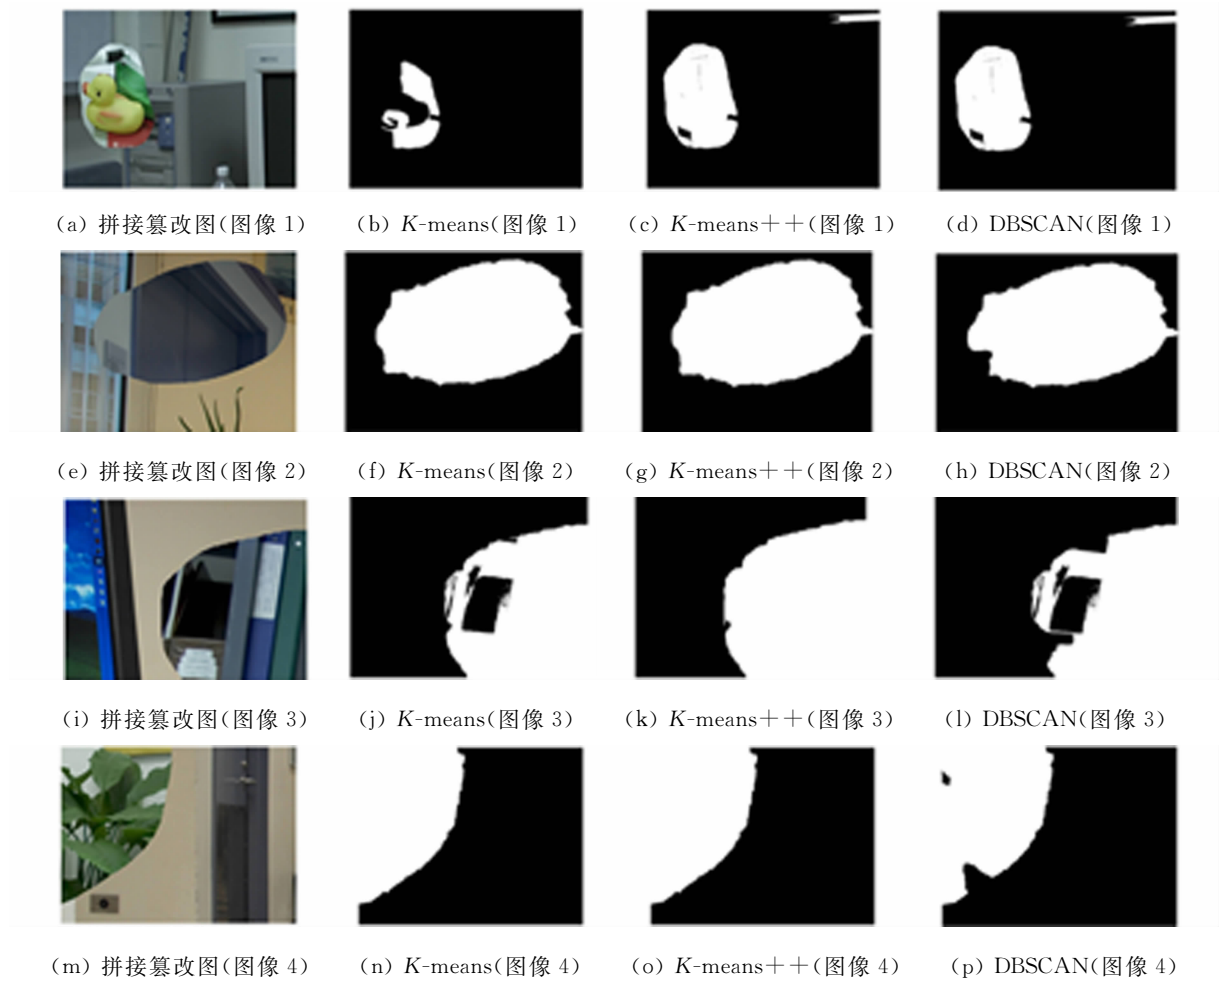 (a) 拼接篡改图(图像 1) (b) K-means(图像 1) (c) K-means++(图像 1) (d) DBSCAN(图像 1)
(e) 拼接篡改图(图像 2) (f) K-means(图像 2) (g) K-means++(图像 2) (h) DBSCAN(图像 2)
(i) 拼接篡改图(图像 3) (j) K-means(图像 3) (k) K-means++(图像 3) (l) DBSCAN(图像 3)
(m) 拼接篡改图(图像 4) (n) K-means(图像 4) (o) K-means++(图像 4) (p) DBSCAN(图像 4)